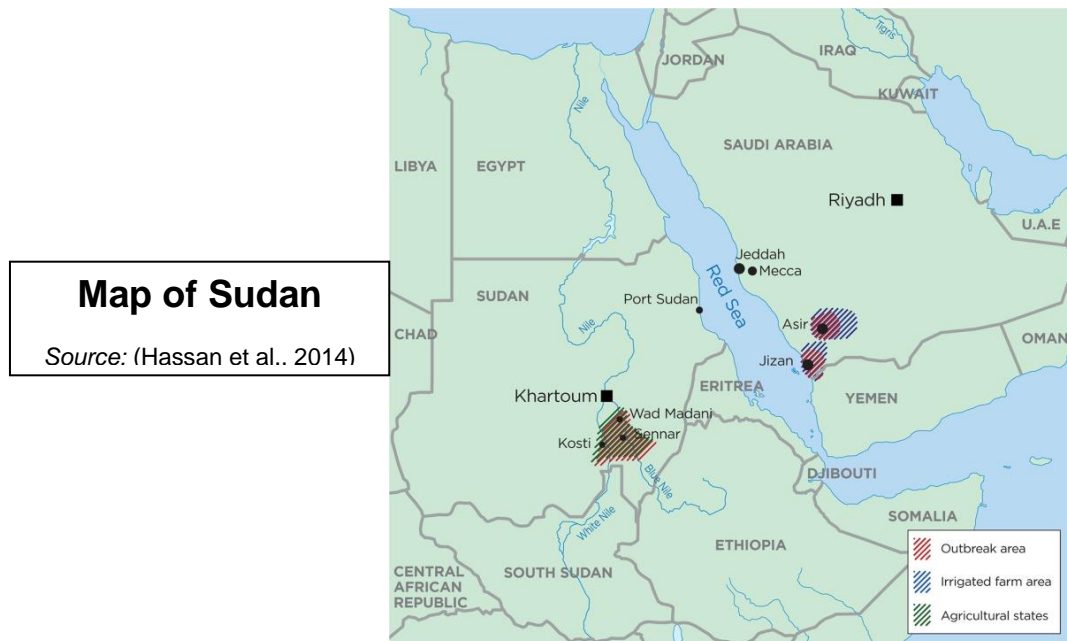 Map of Sudan
Source: (Hassan et al.. 2014)
JORDAN
IRAQ
Tigris
KUWAIT
Nile
SAUDI ARABIA
LIBYA
EGYPT
Riyadh
U.A.E
Jeddah
Mecca
Red Sea
SUDAN
Port Sudan
Nile
Asir
CHAD
OMAN
Jizan
ERITREA
YEMEN
Khartoum
Wad Madani
Sennar
Kosti
Blue Nile
DJIBOUTI
White Nile
SOMALIA
ETHIOPIA
SOUTH SUDAN
CENTRAL
AFRICAN
REPUBLIC
Outbreak area
Irrigated farm area
Agricultural states